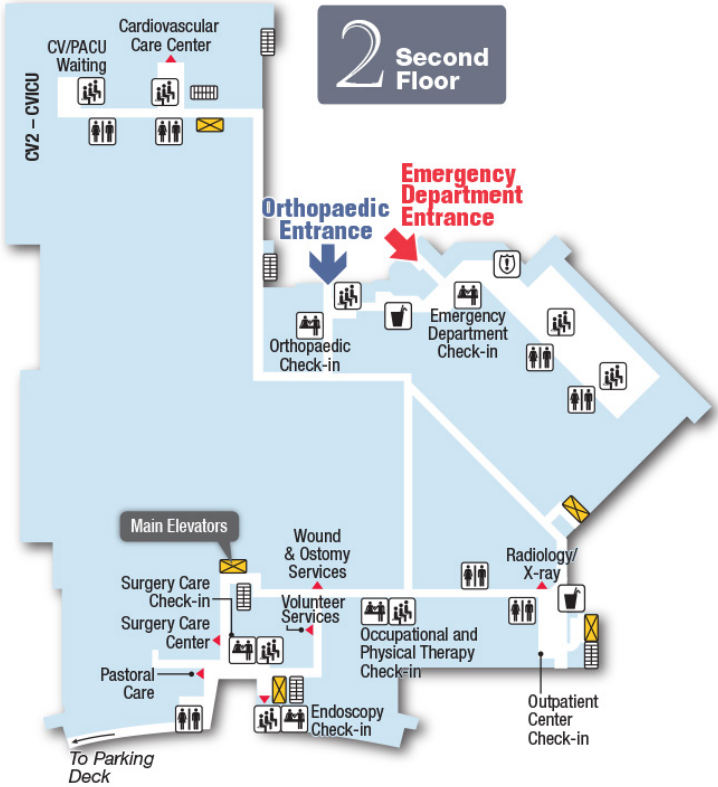 Cardiovascular
Care Center
CV/PACU
Waiting
2 Second
Floor
CV2 – CVICU
Emergency
Department
Entrance
Orthopaedic
Entrance
Orthopaedic
Check-in
Emergency
Department
Check-in
Main Elevators
Wound
& Ostomy
Services
Radiology/
X-ray
Surgery Care
Check-in
Volunteer
Services
Surgery Care
Center
Occupational and
Physical Therapy
Check-in
Pastoral
Care
Endoscopy
Check-in
Outpatient
Center
Check-in
To Parking
Deck